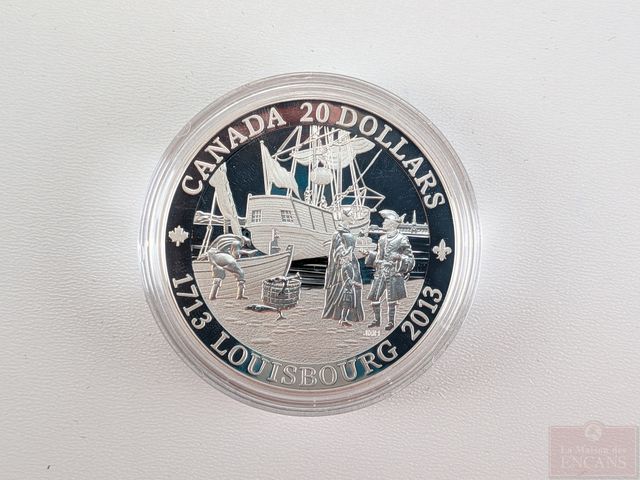 CANADA 20 DOLLARS
1713 LOUISBOURG 2013
La Maison des
ENCANS